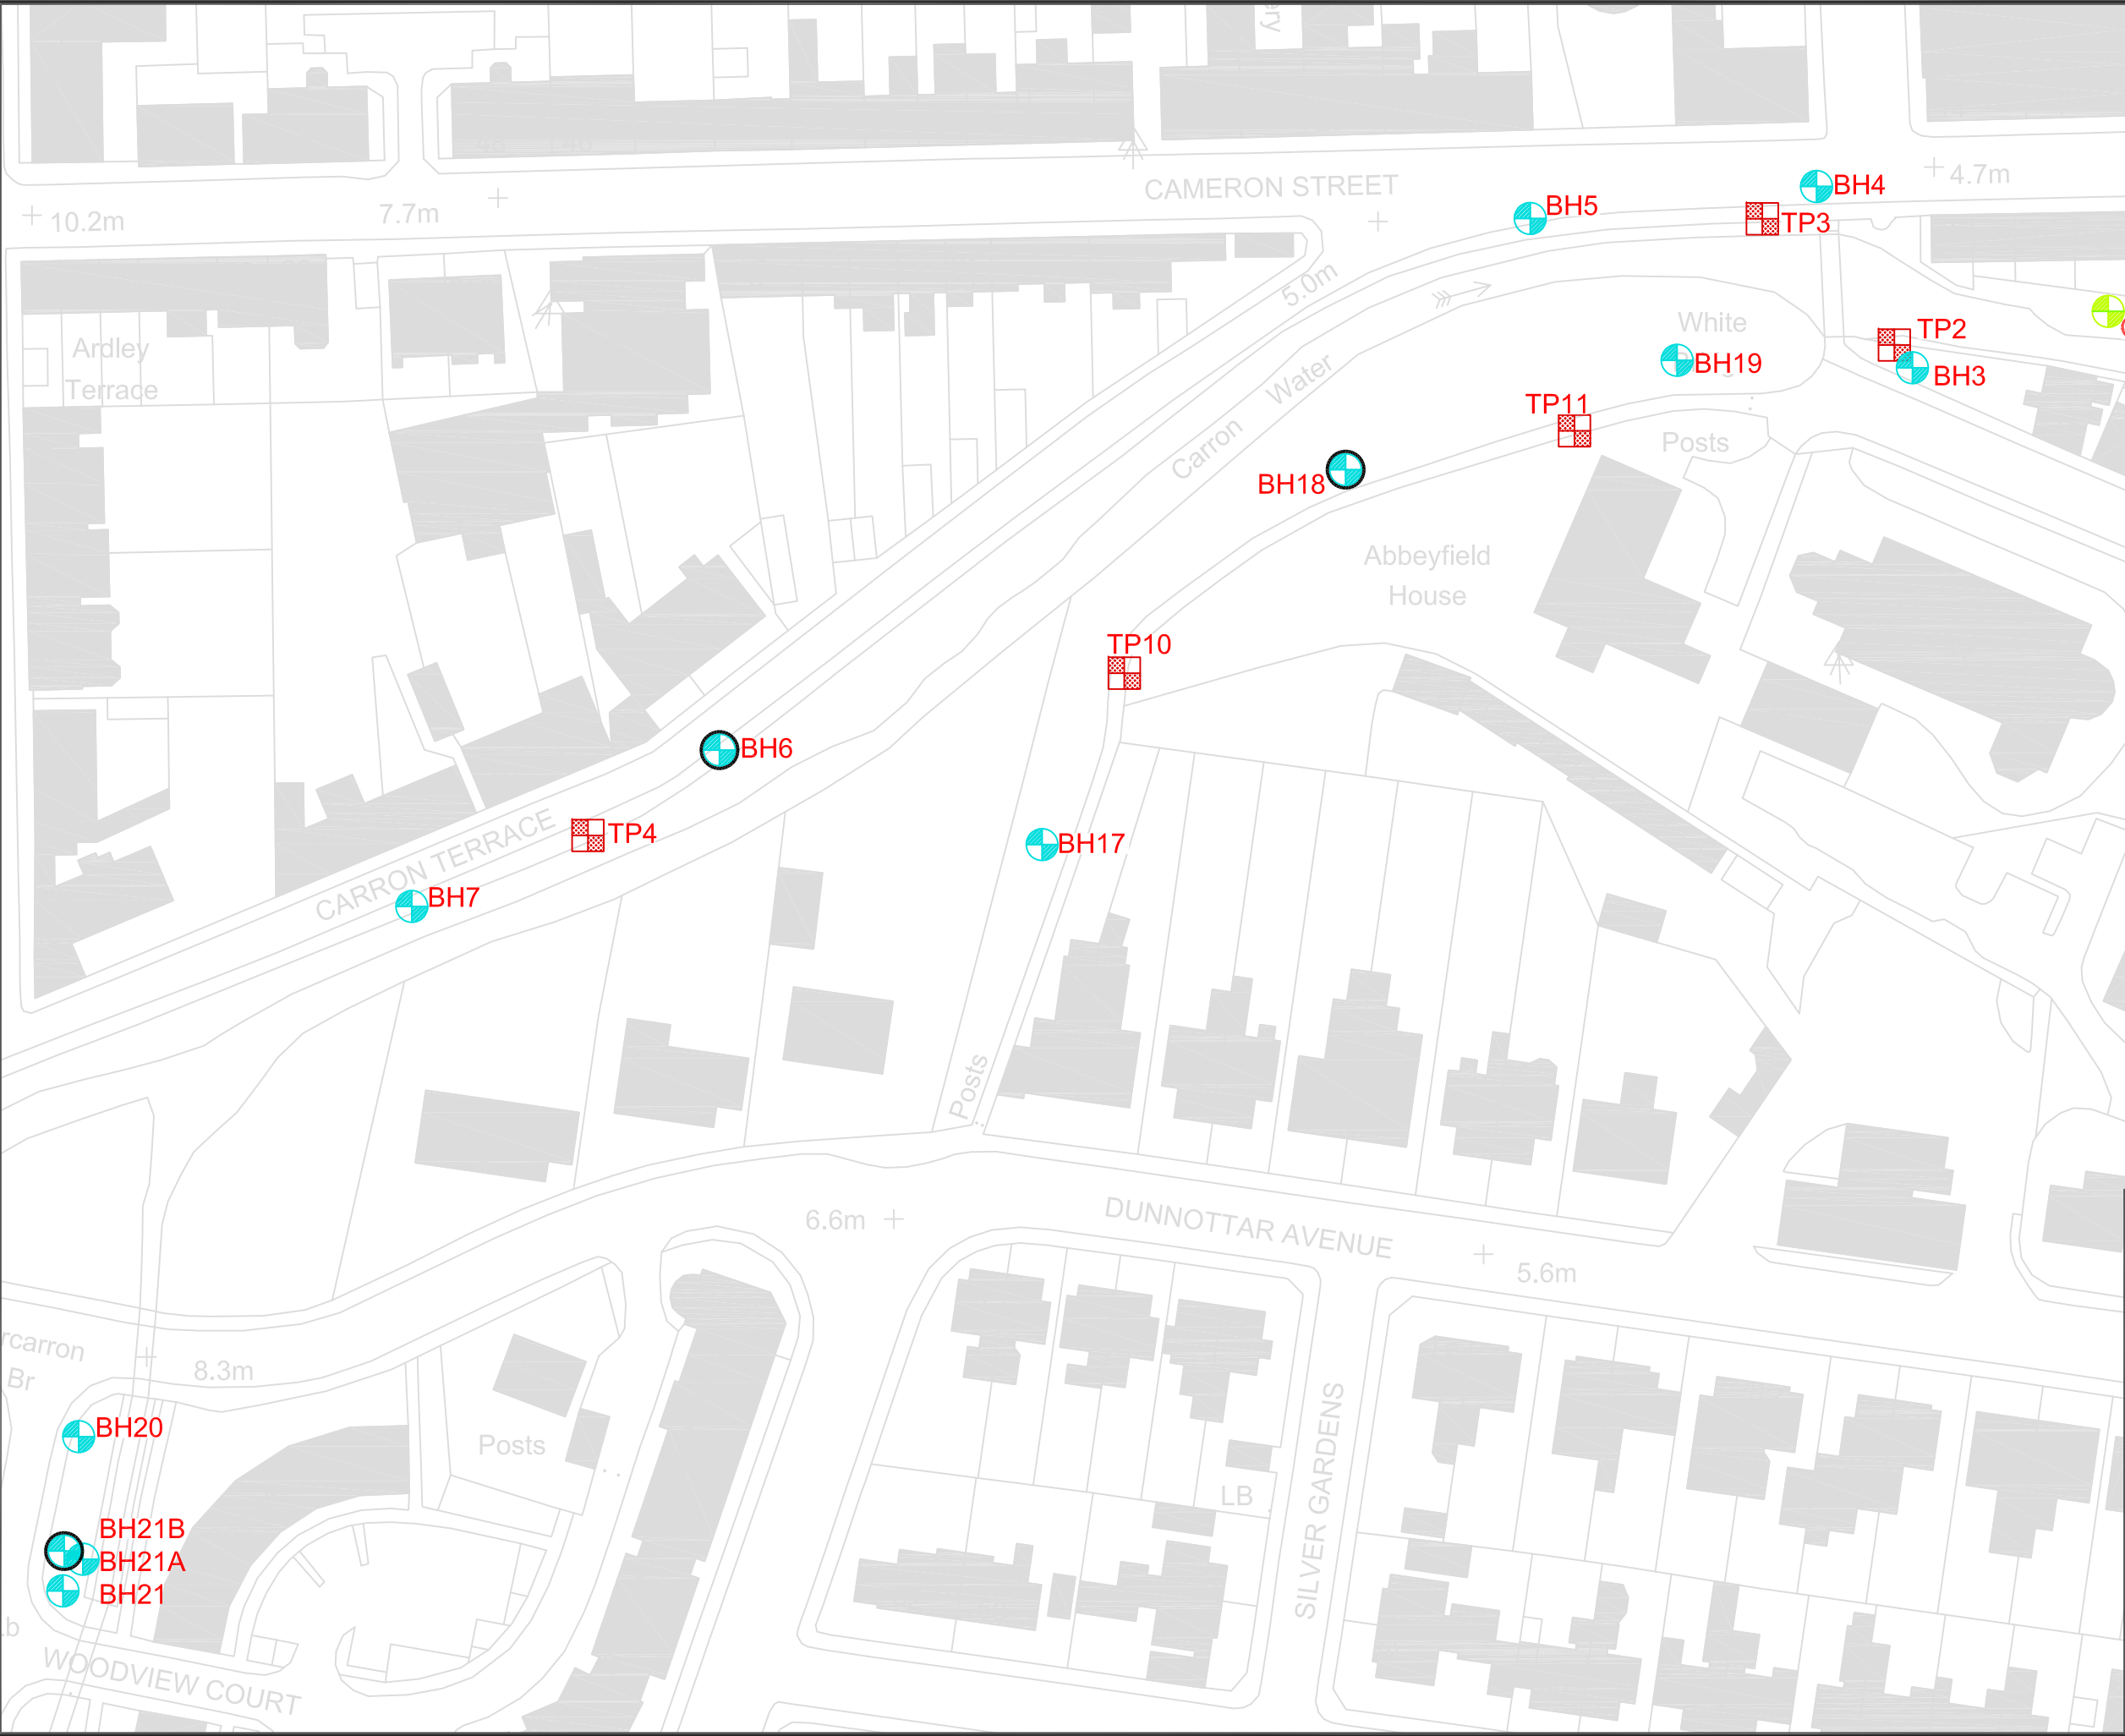 CAMERON STREET
4.7m
BH4
BH5
TP3
7.7m
10.2m
5.0m
White
TP2
Ardley
Terrace
BH19
BH3
Carron Water
TP11
Posts
BH18
Abbeyfield
House
TP10
BH6
TP4
BH17
CARRON TERRACE
BH7
Posts
DUNNOTTAR AVENUE
6.6m
5.6m
rcarron
Br
8.3m
BH20
Posts
SILVER GARDENS
LB
BH21B
BH21A
BH21
WOODVIEW COURT